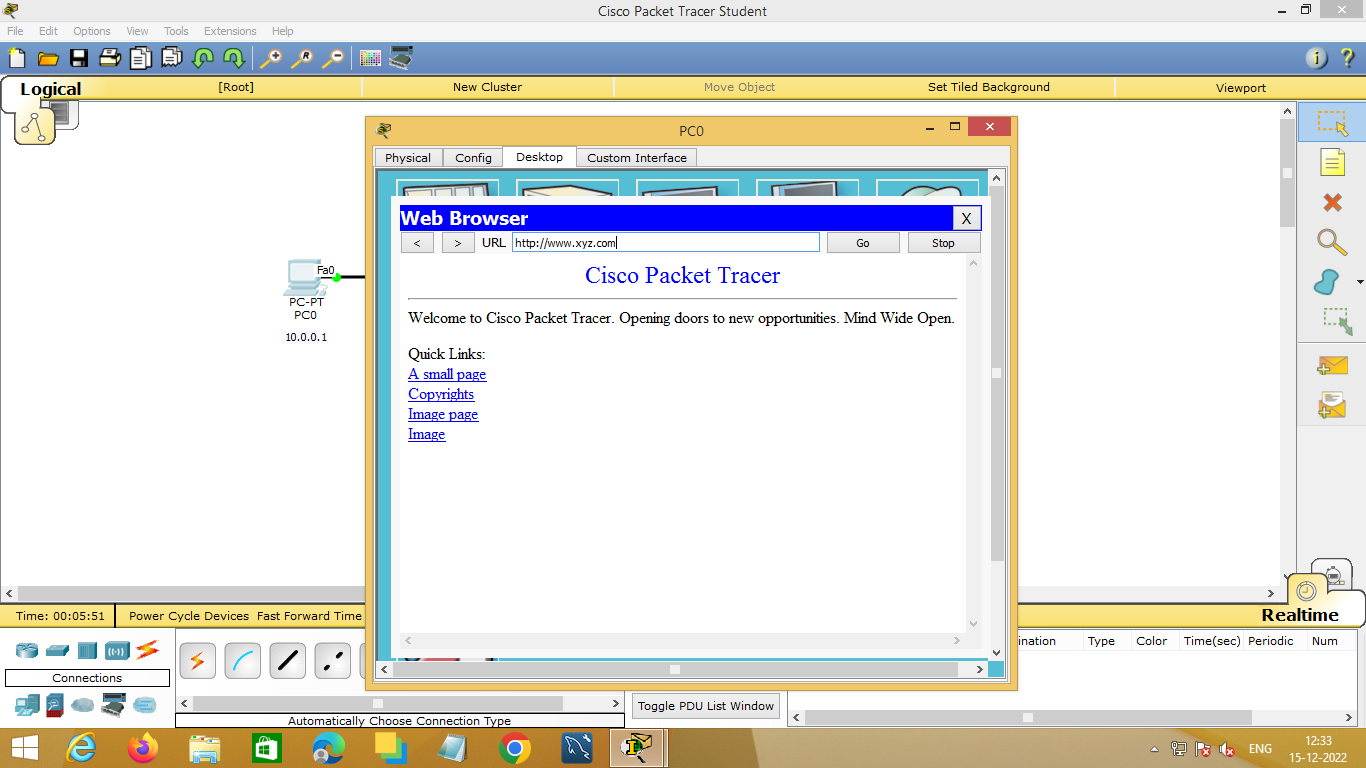 Cisco Packet Tracer Student
File Edit Options View Tools Extensions Help
Logical [Root] New Cluster Move Object Set Tiled Background Viewport
PC0
Physical Config Desktop Custom Interface
Web Browser X
< > URL http://www.xyz.com Go Stop
Cisco Packet Tracer
Welcome to Cisco Packet Tracer. Opening doors to new opportunities. Mind Wide Open.
Quick Links:
A small page
Copyrights
Image page
Image
Fa0
PC-PT
PC0
10.0.0.1
Time: 00:05:51 Power Cycle Devices Fast Forward Time Realtime
ination Type Color Time(sec) Periodic Num
Connections
Toggle PDU List Window
Automatically Choose Connection Type
ENG 12:33
15-12-2022